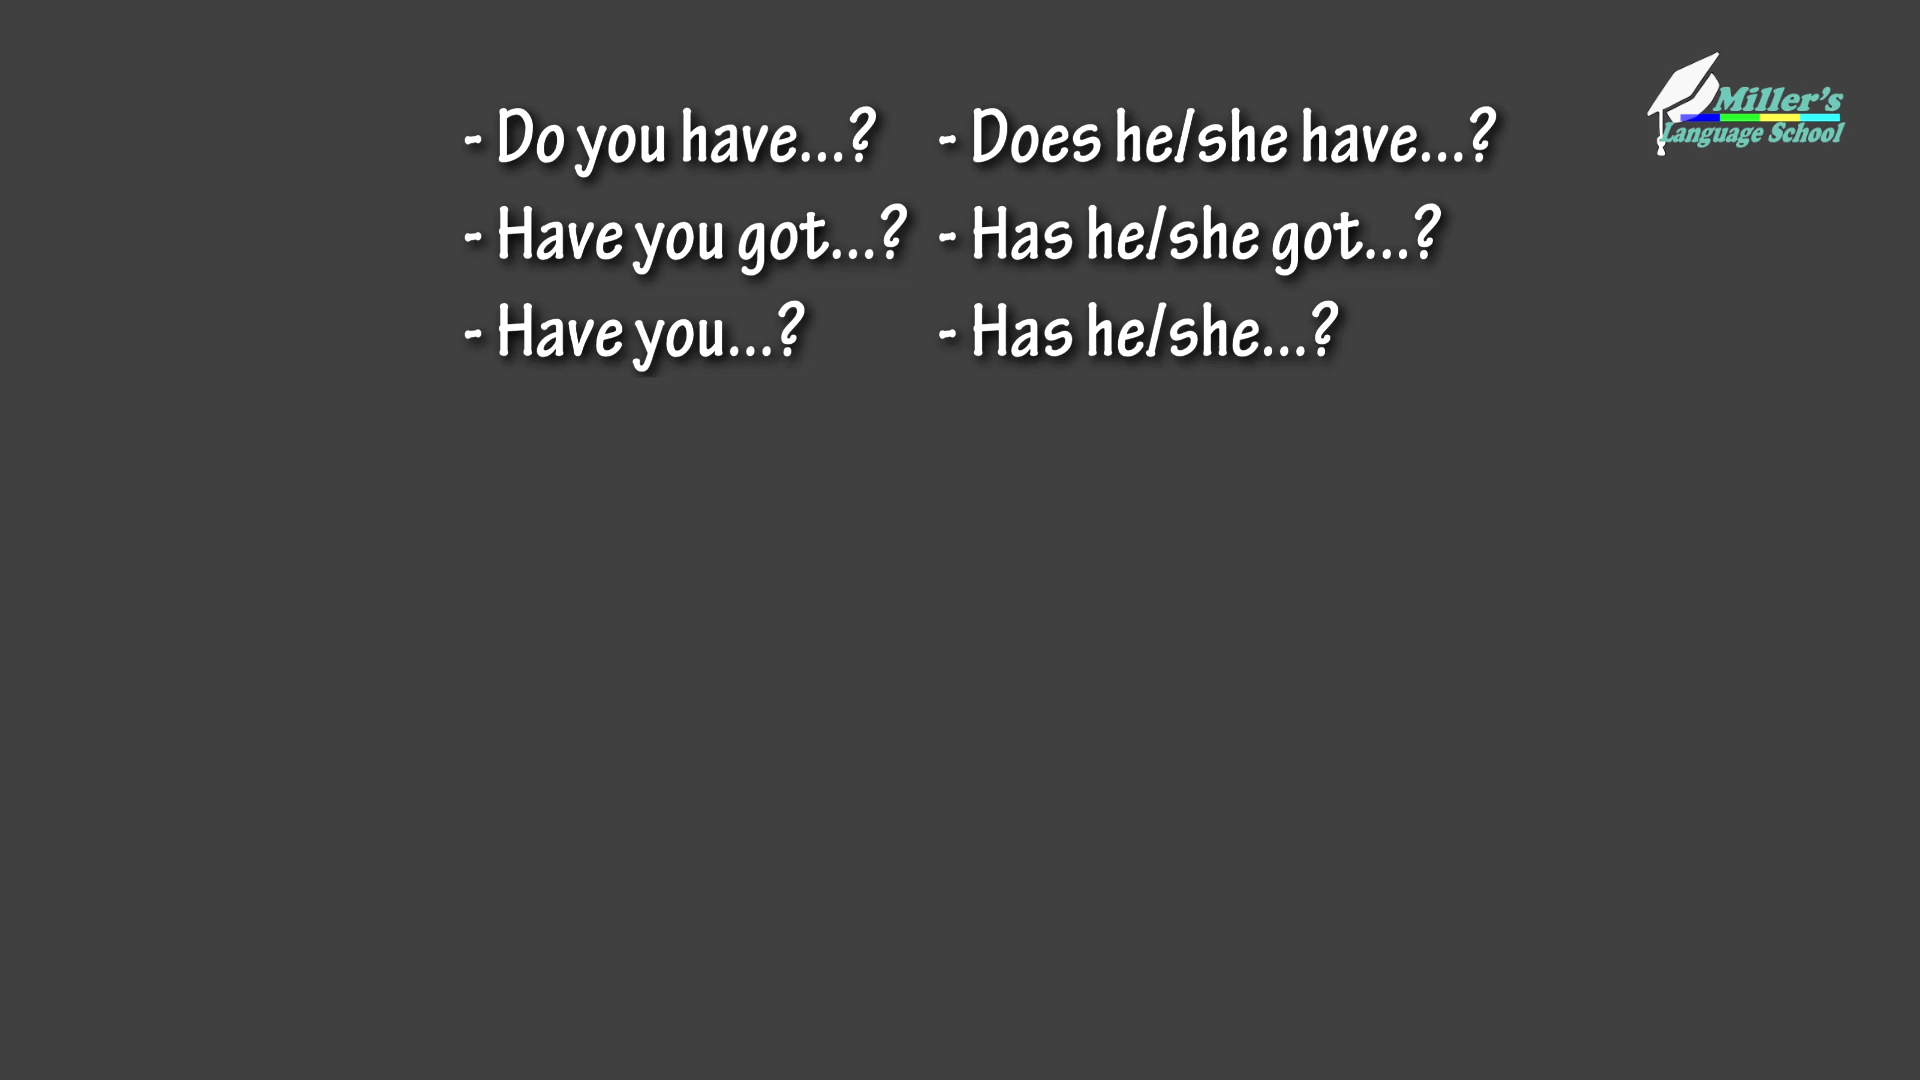 - Do you have...?
- Have you got...?
- Have you...?
- Does he/she have...?
- Has he/she got...?
- Has he/she...?
Miller's
Language School